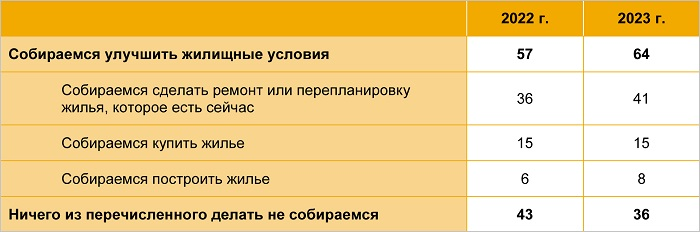 2022 г. 2023 г.
Собираемся улучшить жилищные условия 57 64
Собираемся сделать ремонт или перепланировку
жилья, которое есть сейчас 36 41
Собираемся купить жилье 15 15
Собираемся построить жилье 6 8
Ничего из перечисленного делать не собираемся 43 36